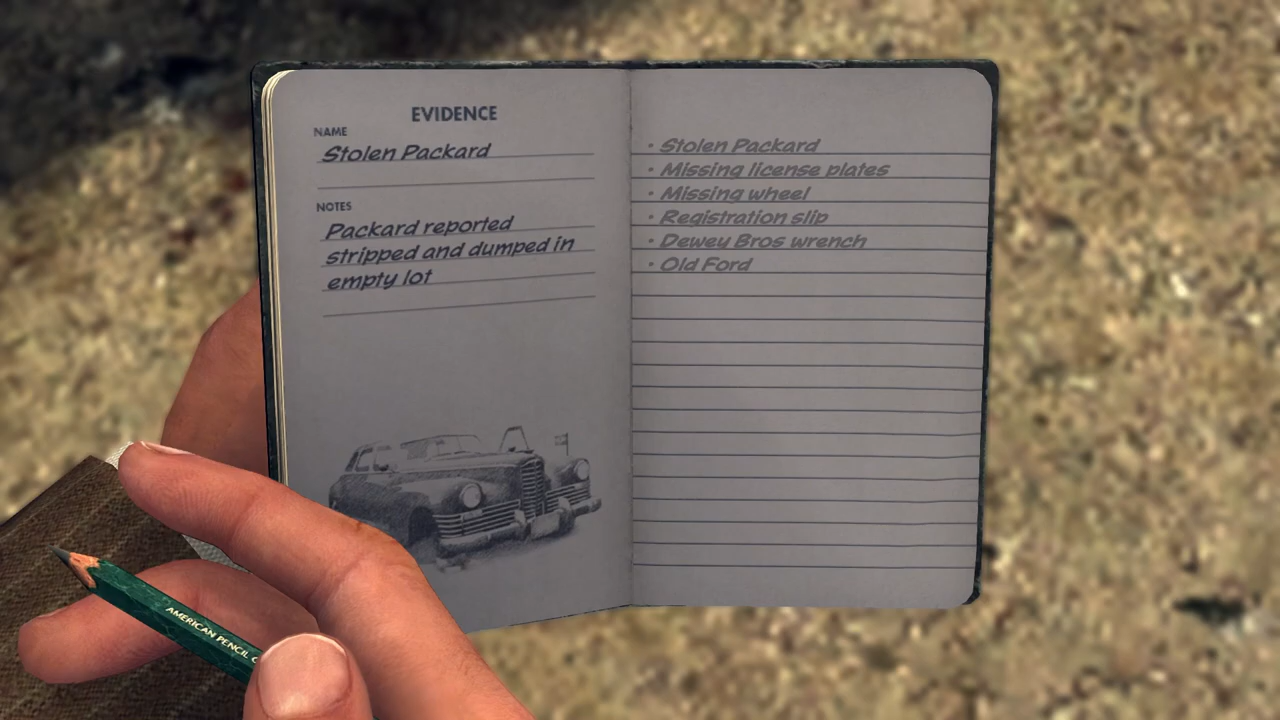 EVIDENCE
NAME
Stolen Packard
NOTES
Packard reported
stripped and dumped in
empty lot
• Stolen Packard
• Missing license plates
• Missing wheel
• Registration slip
• Dewey Bros wrench
• Old Ford
AMERICAN PENCIL C